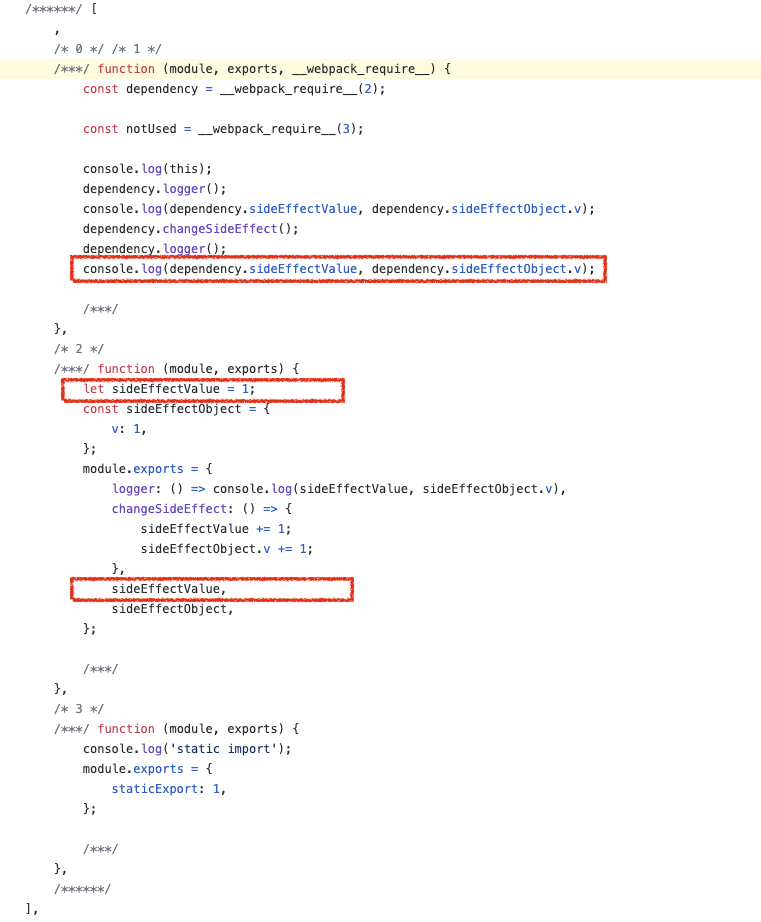 /******/ [
,
/* 0 */ /* 1 */
/***/ function (module, exports, __webpack_require__) {
const dependency = __webpack_require__(2);
const notUsed = __webpack_require__(3);
console.log(this);
dependency.logger();
console.log(dependency.sideEffectValue, dependency.sideEffectObject.v);
dependency.changeSideEffect();
dependency.logger();
console.log(dependency.sideEffectValue, dependency.sideEffectObject.v);
/***/
},
/* 2 */
/***/ function (module, exports) {
let sideEffectValue = 1;
const sideEffectObject = {
v: 1,
};
module.exports = {
logger: () => console.log(sideEffectValue, sideEffectObject.v),
changeSideEffect: () => {
sideEffectValue += 1;
sideEffectObject.v += 1;
},
sideEffectValue,
sideEffectObject,
};
/***/
},
/* 3 */
/***/ function (module, exports) {
console.log('static import');
module.exports = {
staticExport: 1,
};
/***/
},
/******/
],